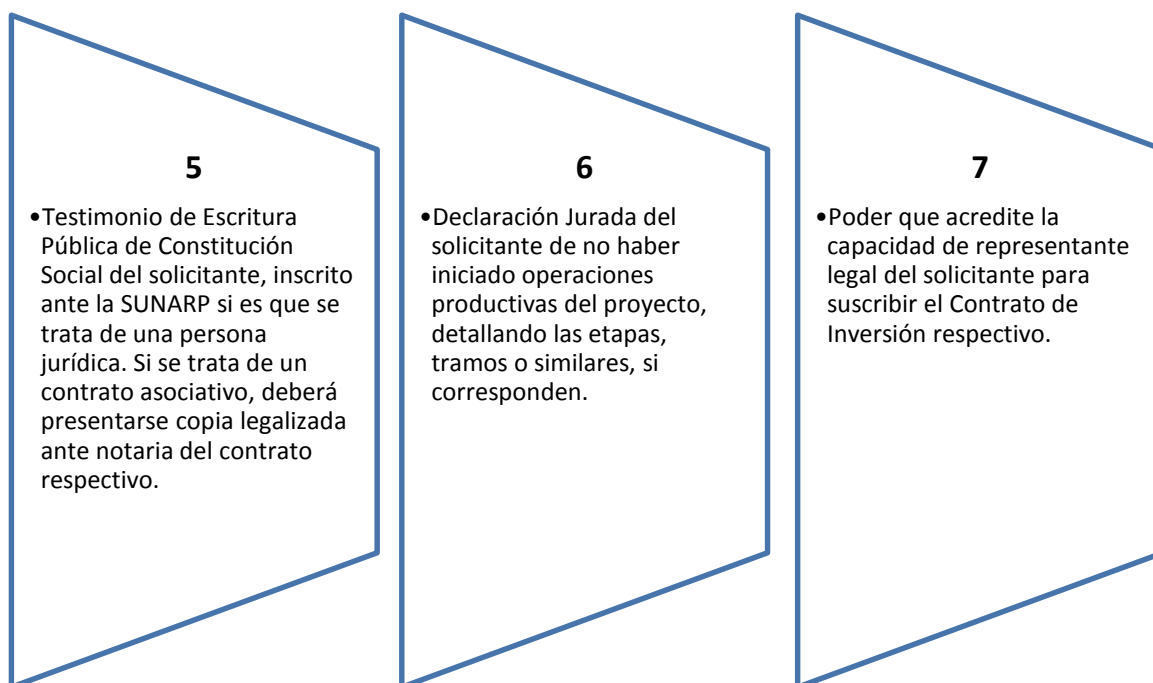 5
•Testimonio de Escritura
Pública de Constitución
Social del solicitante, inscrito
ante la SUNARP si es que se
trata de una persona
jurídica. Si se trata de un
contrato asociativo, deberá
presentarse copia legalizada
ante notaria del contrato
respectivo.
6
•Declaración Jurada del
solicitante de no haber
iniciado operaciones
productivas del proyecto,
detallando las etapas,
tramos o similares, si
corresponden.
7
•Poder que acredite la
capacidad de representante
legal del solicitante para
suscribir el Contrato de
Inversión respectivo.